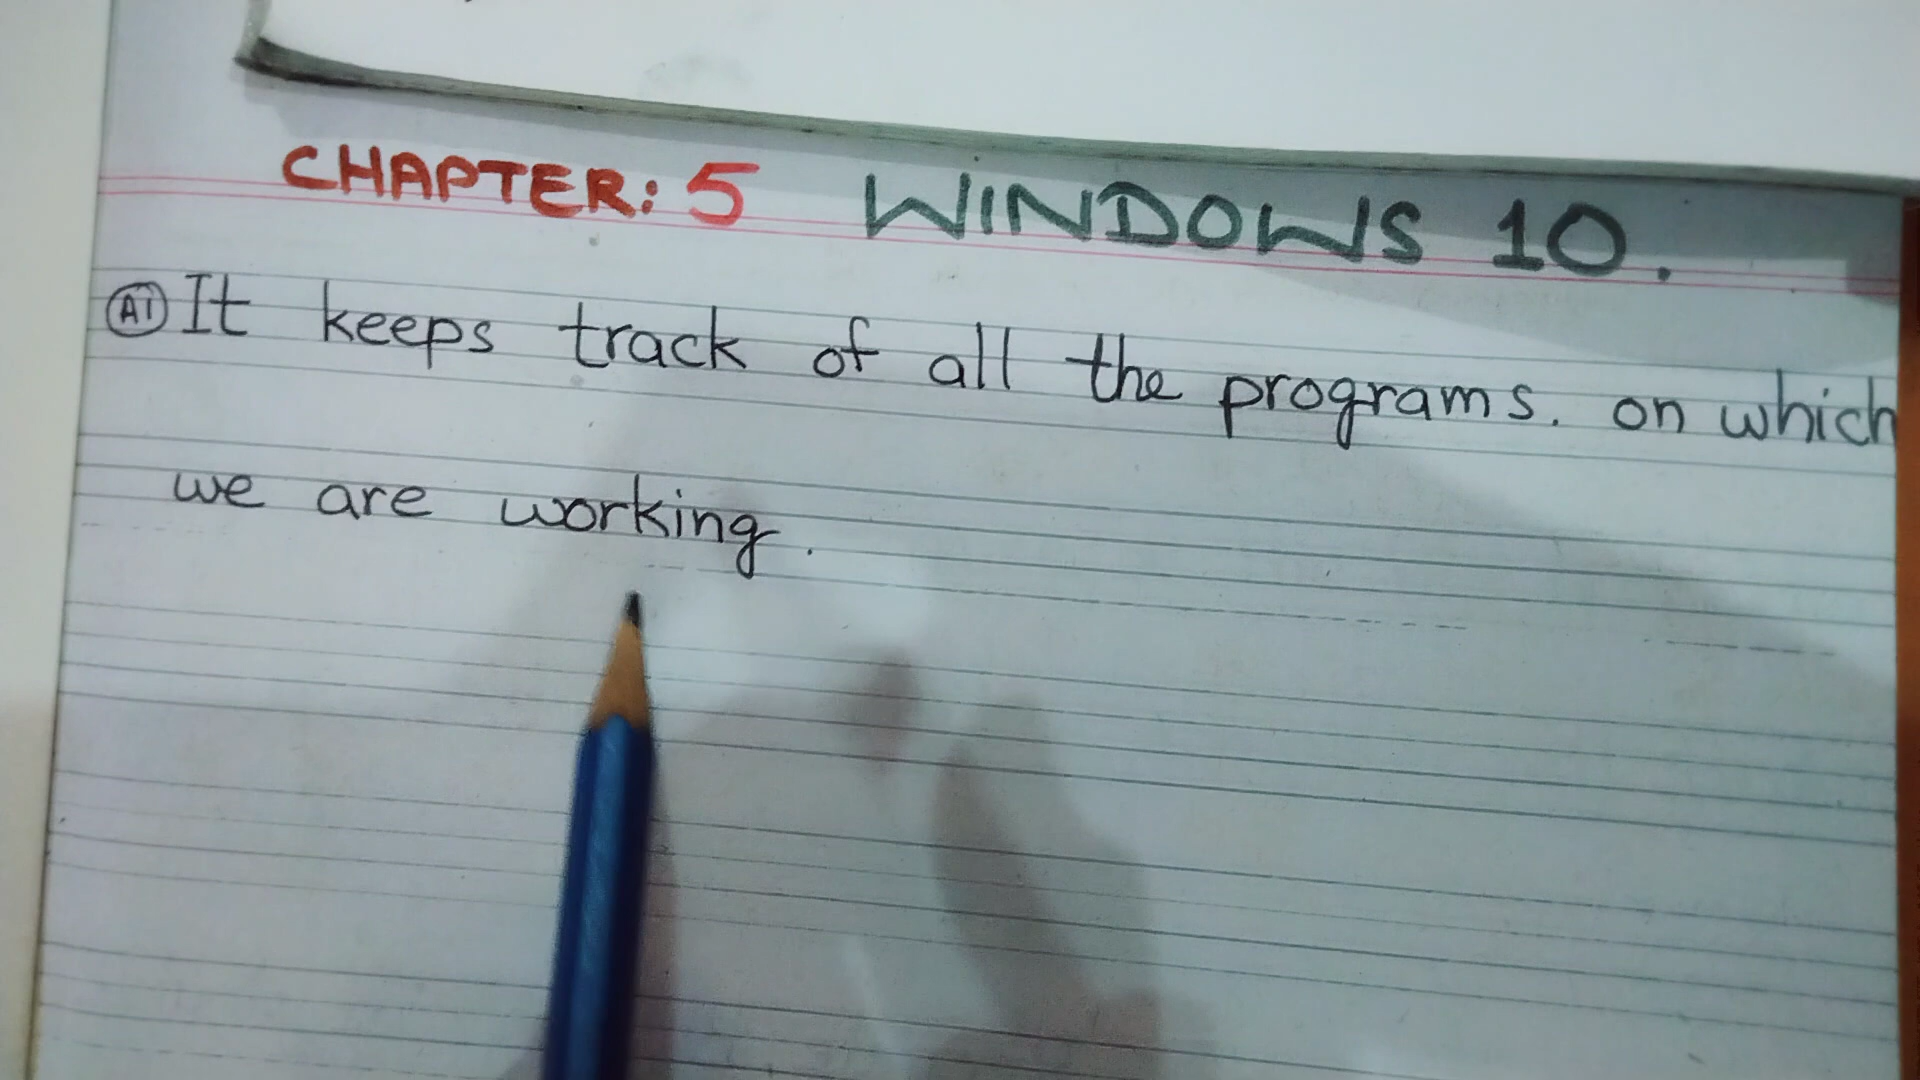 CHAPTER: 5 WINDOWS 10.
A1 It keeps track of all the programs. on which
we are working.